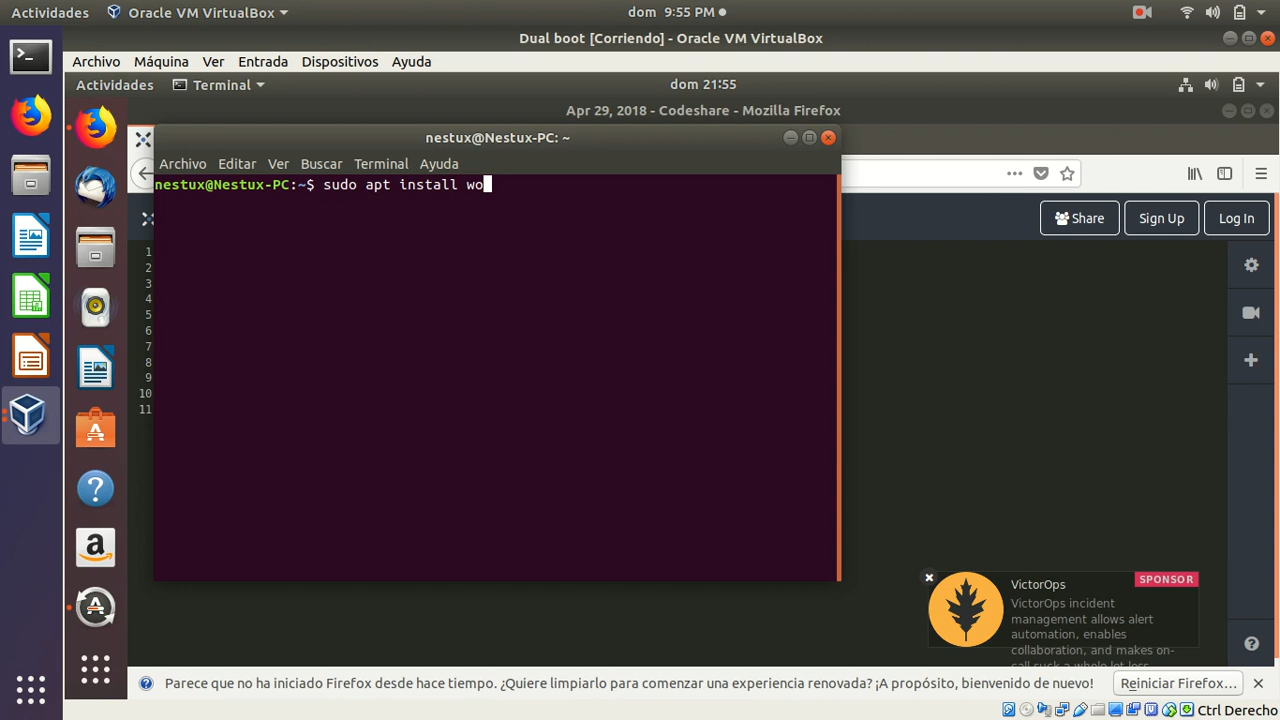 Actividades Oracle VM VirtualBox dom 9:55 PM
Dual boot [Corriendo] - Oracle VM VirtualBox
Archivo Máquina Ver Entrada Dispositivos Ayuda
Actividades Terminal dom 21:55
Apr 29, 2018 - Codeshare - Mozilla Firefox
nestux@Nestux-PC: ~
Archivo Editar Ver Buscar Terminal Ayuda
nestux@Nestux-PC:~$ sudo apt install wo
Share Sign Up Log In
1
2
3
4
5
6
7
8
9
10
11
VictorOps SPONSOR
VictorOps incident
management allows alert
automation, enables
collaboration, and makes on-
call suck a whole lot less
Parece que no ha iniciado Firefox desde hace tiempo. ¿Quiere limpiarlo para comenzar una experiencia renovada? ¡A propósito, bienvenido de nuevo! Reiniciar Firefox...
Ctrl Derecho